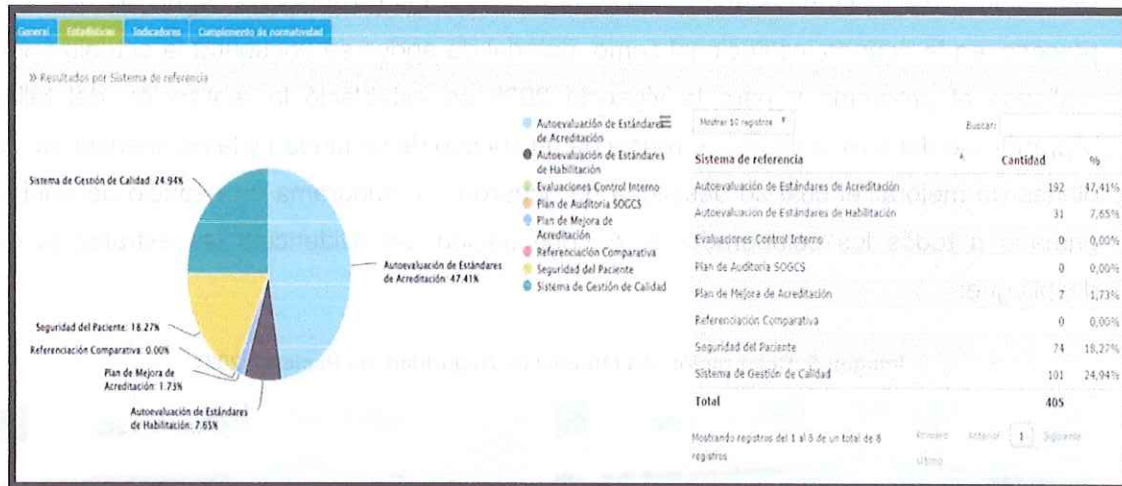 General Estadísticas Indicadores Cumplimiento de normatividad
» Resultados por Sistema de referencia
Sistema de Gestión de Calidad: 24.94%
Seguridad del Paciente: 18.27%
Referenciación Comparativa: 0.00%
Plan de Mejora de
Acreditación: 1.73%
Autoevaluación de Estándares
de Habilitación: 7.65%
Autoevaluación de Estándares
de Acreditación: 47.41%
Autoevaluación de Estándares
de Acreditación
Autoevaluación de Estándares
de Habilitación
Evaluaciones Control Interno
Plan de Auditoria SOGCS
Plan de Mejora de
Acreditación
Referenciación Comparativa
Seguridad del Paciente
Sistema de Gestión de Calidad
Mostrar 10 registros
Buscar:
Sistema de referencia Cantidad %
Autoevaluación de Estándares de Acreditación 192 47,41%
Autoevaluación de Estándares de Habilitación 31 7,65%
Evaluaciones Control Interno 0 0,00%
Plan de Auditoria SOGCS 0 0,00%
Plan de Mejora de Acreditación 7 1,73%
Referenciación Comparativa 0 0,00%
Seguridad del Paciente 74 18,27%
Sistema de Gestión de Calidad 101 24,94%
Total 405
Mostrando registros del 1 al 8 de un total de 8
registros
Primero Anterior 1 Siguiente
Último